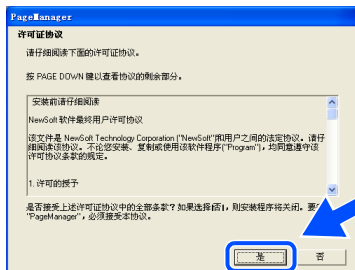 PageManager
许可证协议
请仔细阅读下面的许可证协议。
按 PAGE DOWN 键以查看协议的剩余部分。
安装前请仔细阅读
NewSoft 软件最终用户许可协议
该文件是 NewSoft Technology Corporation ("NewSoft")和用户之间的法定协议。请仔
细阅读该协议。不论您安装、复制或使用该软件程序("Program")，均同意遵守该
许可协议条款的规定。
1. 许可的授予
是否接受上述许可证协议中的全部条款？如果选择[否]，则安装程序将关闭。要
"PageManager"，必须接受本协议。
是
否